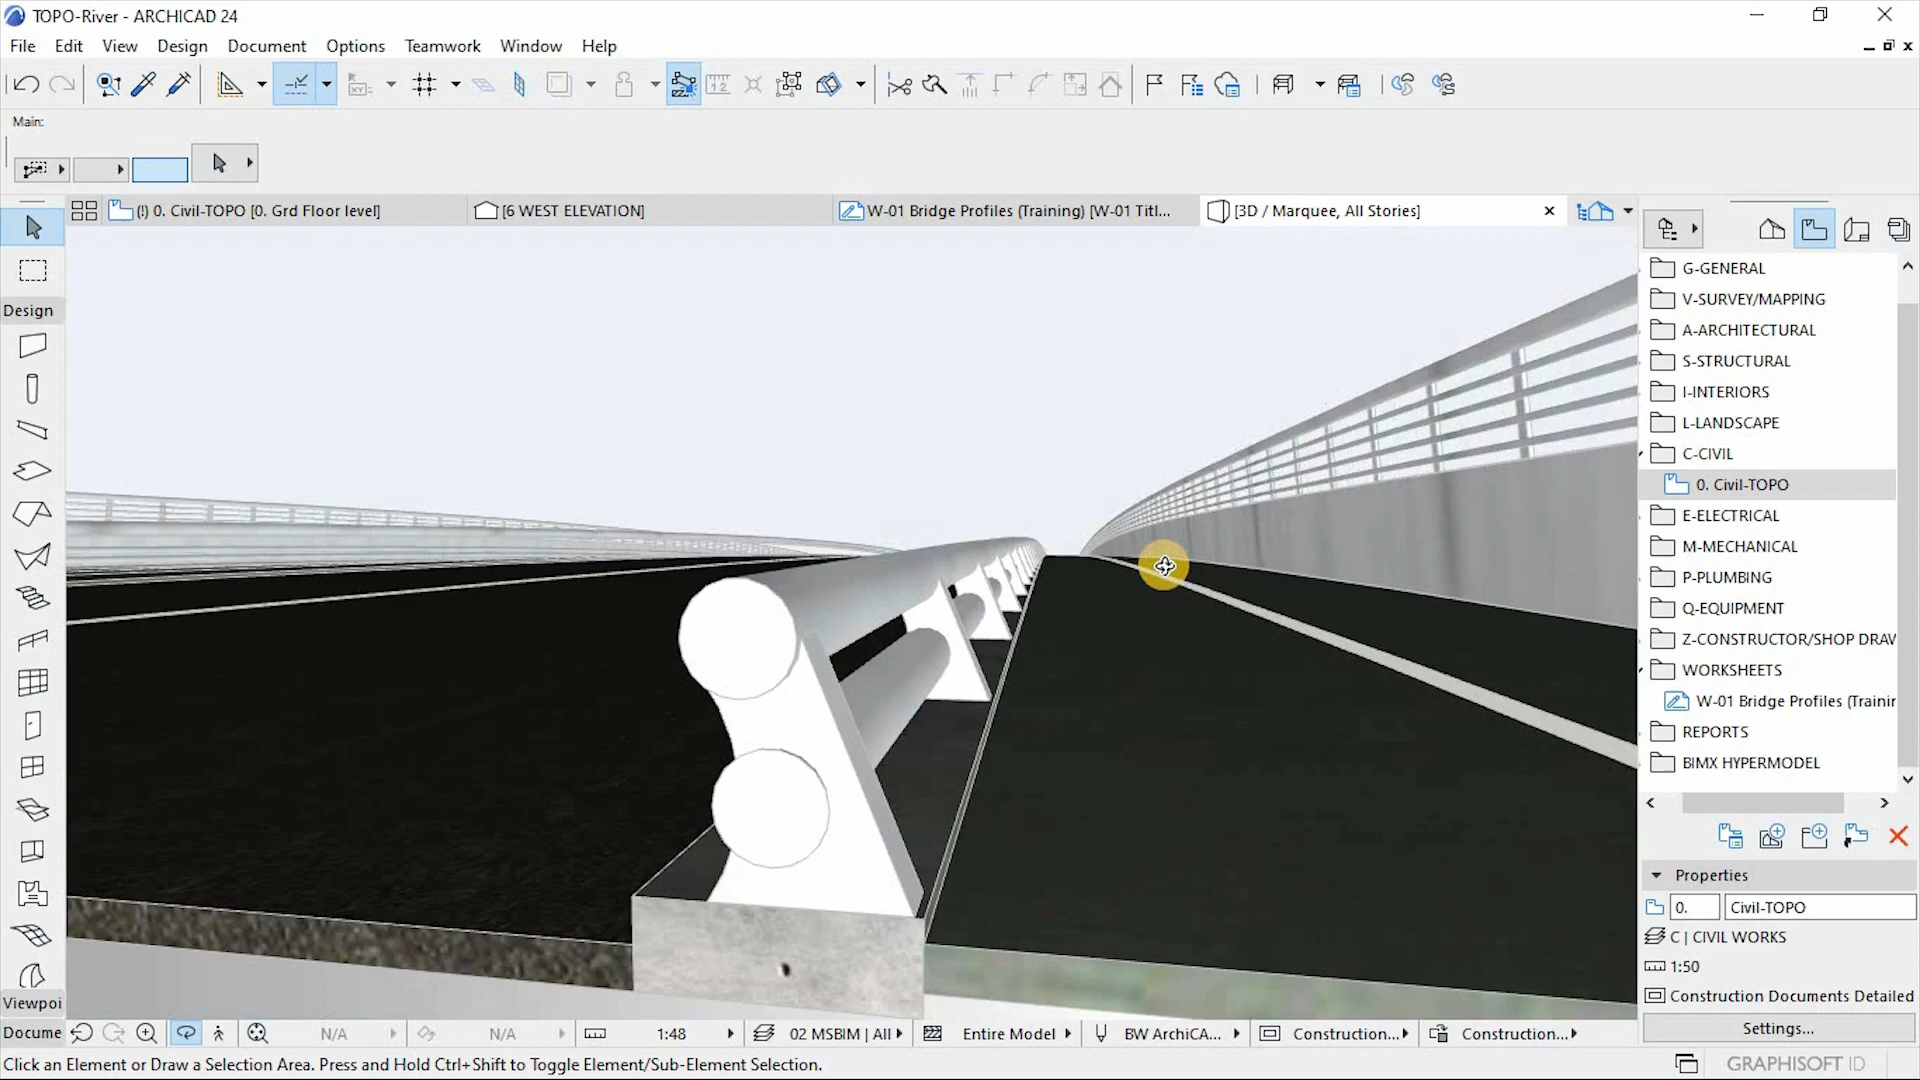 TOPO-River - ARCHICAD 24
File Edit View Design Document Options Teamwork Window Help
Main:
(!) 0. Civil-TOPO [0. Grd Floor level]
[6 WEST ELEVATION]
W-01 Bridge Profiles (Training) [W-01 Titl...
[3D / Marquee, All Stories]
Design
G-GENERAL
V-SURVEY/MAPPING
A-ARCHITECTURAL
S-STRUCTURAL
I-INTERIORS
L-LANDSCAPE
C-CIVIL
0. Civil-TOPO
E-ELECTRICAL
M-MECHANICAL
P-PLUMBING
Q-EQUIPMENT
Z-CONSTRUCTOR/SHOP DRAW
WORKSHEETS
W-01 Bridge Profiles (Trainin
REPORTS
BIMX HYPERMODEL
Properties
0. Civil-TOPO
C | CIVIL WORKS
1:50
Construction Documents Detailed
Settings...
Viewpoi
Docume
N/A N/A 1:48 02 MSBIM | All Entire Model BW ArchiCA... Construction... Construction...
Click an Element or Draw a Selection Area. Press and Hold Ctrl+Shift to Toggle Element/Sub-Element Selection.
GRAPHISOFT ID